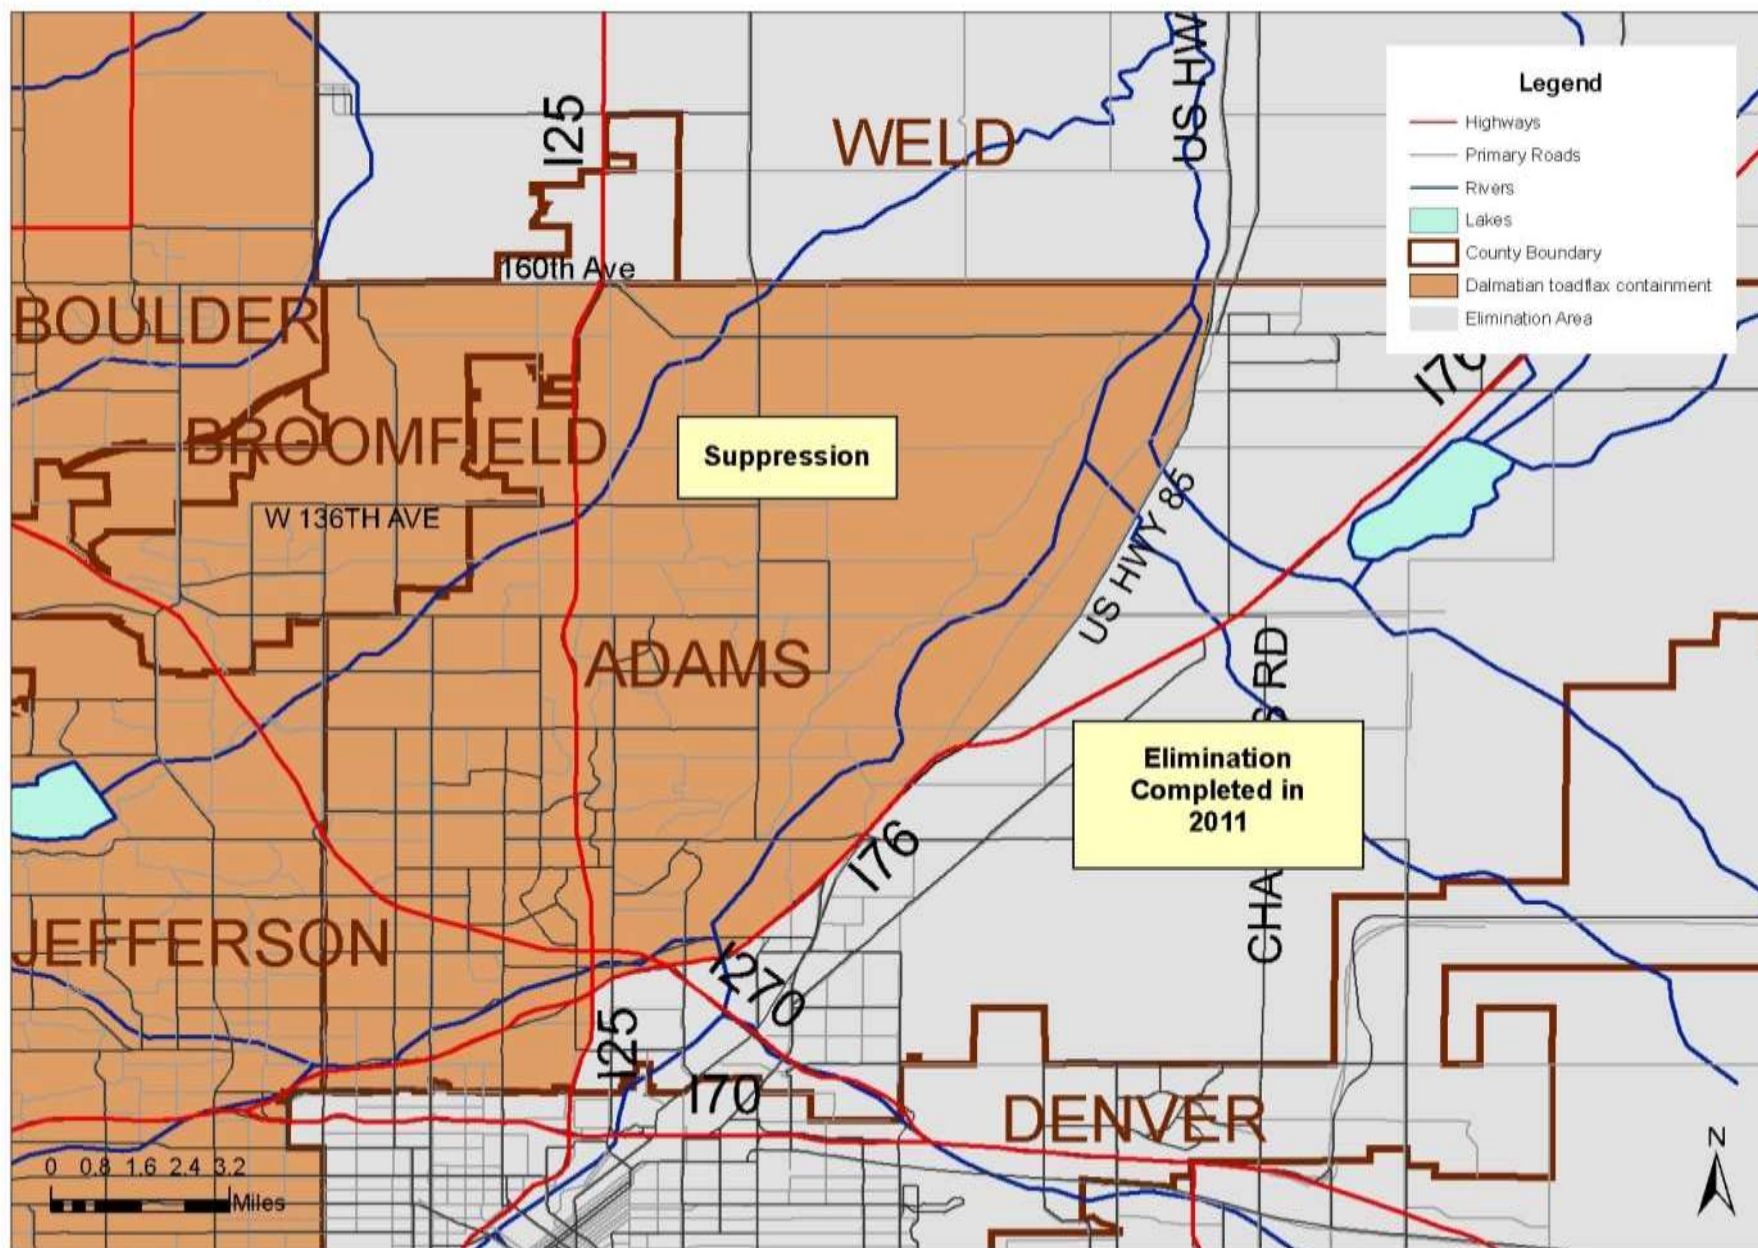 US HW
I25
WELD
160th Ave
BOULDER
BROOMFIELD
Suppression
W 136TH AVE
US HWY 85
ADAMS
RD
Elimination
Completed in
2011
I76
JEFFERSON
I270
I25
I70
DENVER
0 0.8 1.6 2.4 3.2
Miles
N
Legend
Highways
Primary Roads
Rivers
Lakes
County Boundary
Dalmatian toadflax containment
Elimination Area